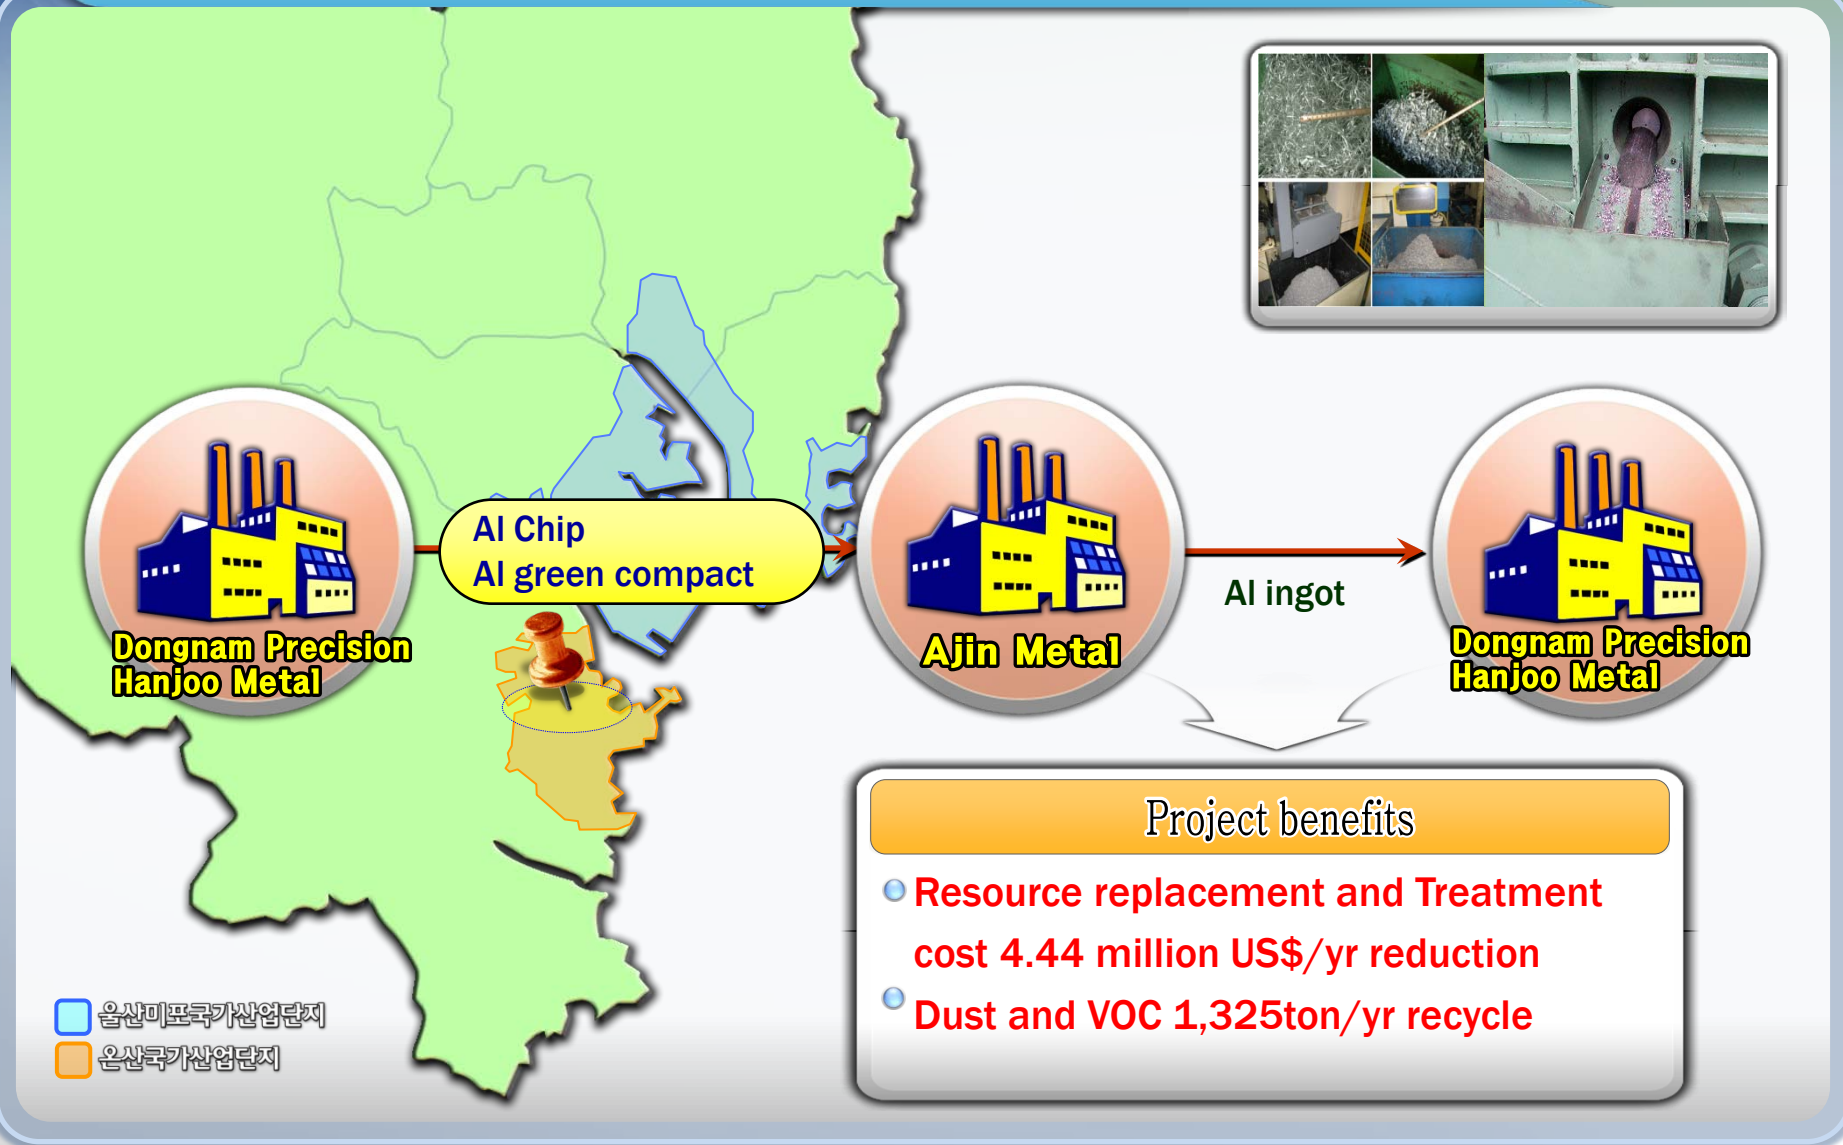 Al Chip
Al green compact
Dongnam Precision
Hanjoo Metal
Ajin Metal
Al ingot
Dongnam Precision
Hanjoo Metal
Project benefits
Resource replacement and Treatment
cost 4.44 million US$/yr reduction
Dust and VOC 1,325ton/yr recycle
울산미포국가산업단지
온산국가산업단지